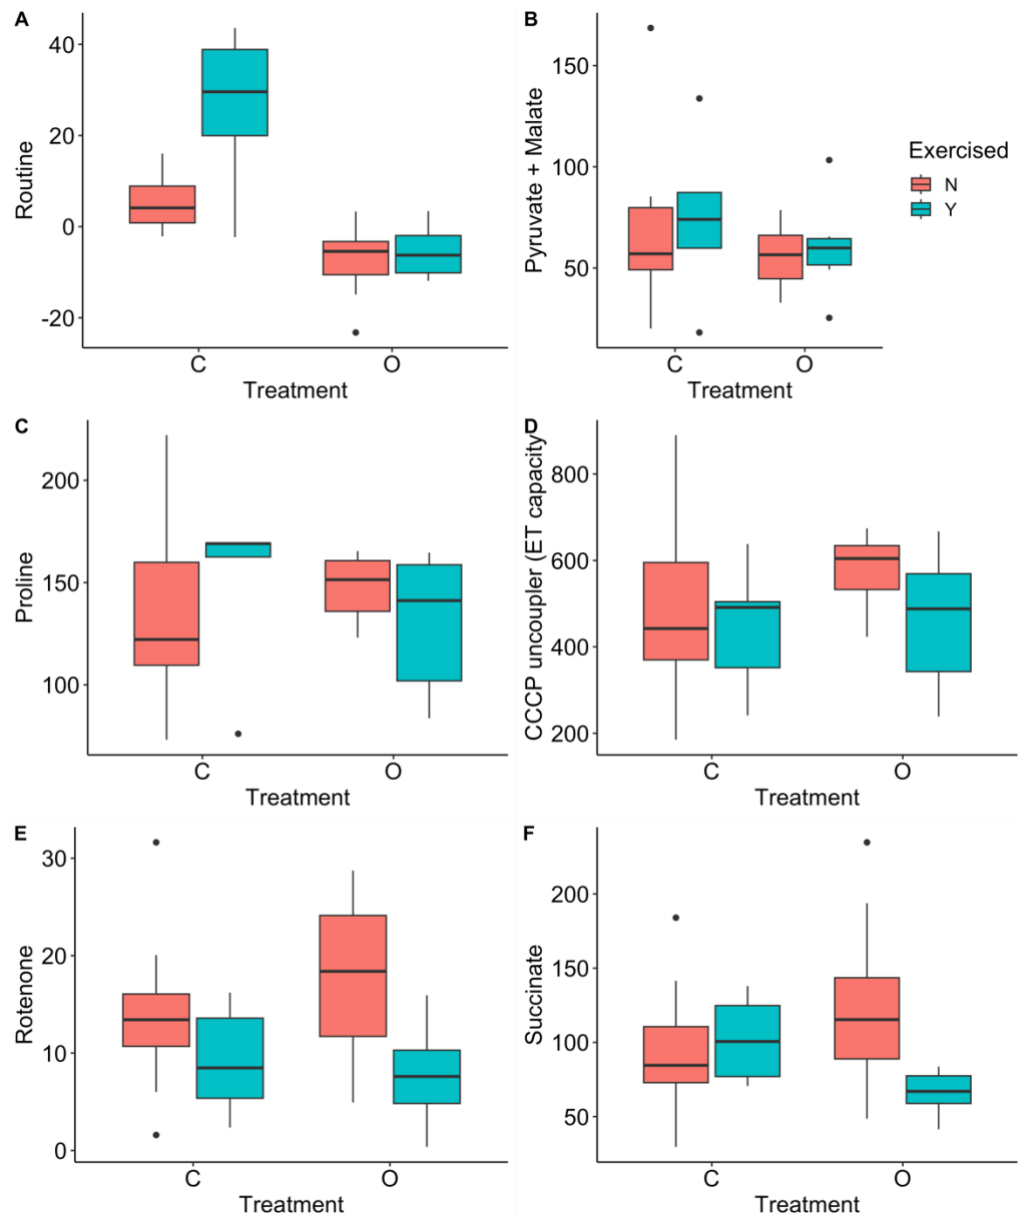 A
Routine
40
20
0
-20
C
O
Treatment
B
Pyruvate + Malate
150
100
50
C
O
Treatment
Exercised
N
Y
C
Proline
200
150
100
C
O
Treatment
D
CCCP uncoupler (ET capacity
800
600
400
200
C
O
Treatment
E
Rotenone
30
20
10
0
C
O
Treatment
F
Succinate
200
150
100
50
C
O
Treatment